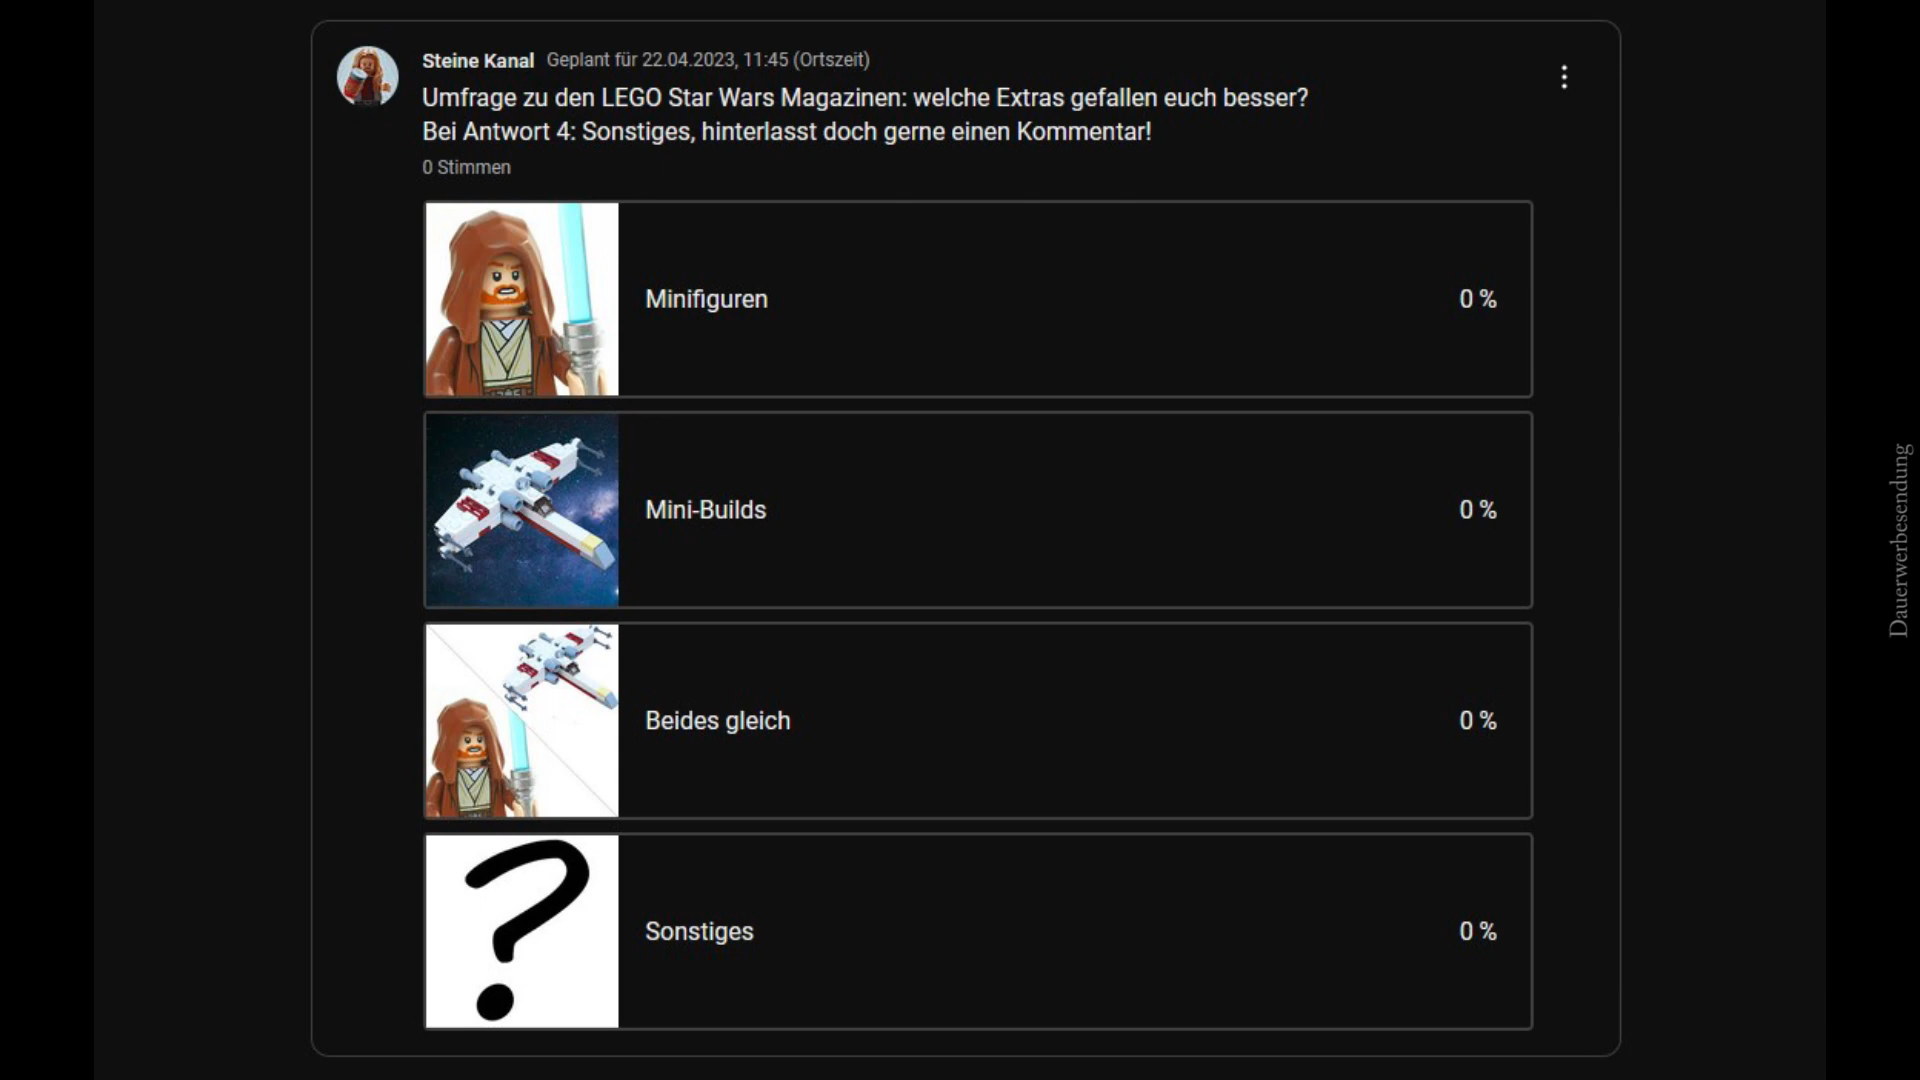 Steine Kanal Geplant für 22.04.2023, 11:45 (Ortszeit)
Umfrage zu den LEGO Star Wars Magazinen: welche Extras gefallen euch besser?
Bei Antwort 4: Sonstiges, hinterlasst doch gerne einen Kommentar!
0 Stimmen
Minifiguren 0 %
Mini-Builds 0 %
Beides gleich 0 %
?
Sonstiges 0 %
Dauerwerbesendung